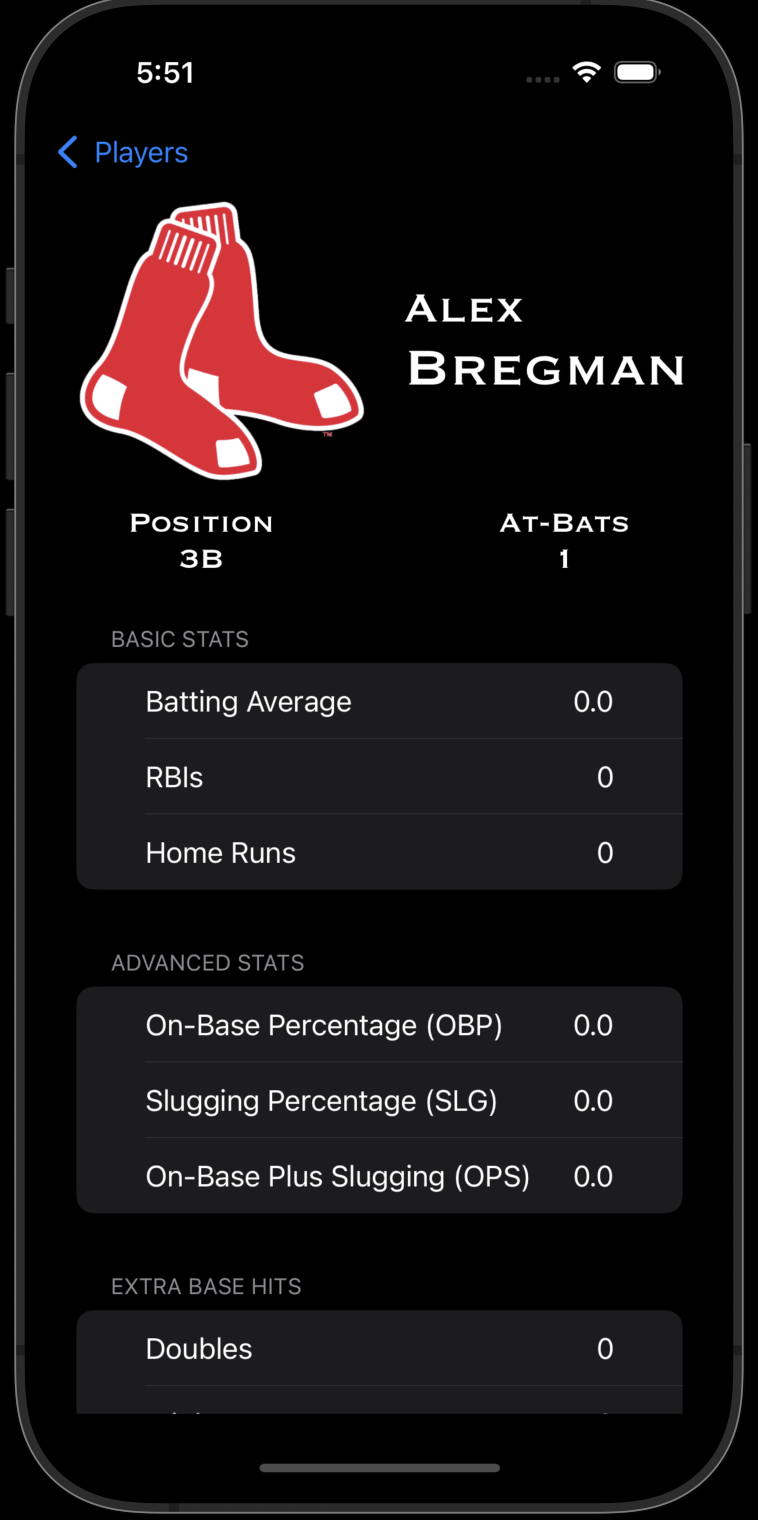 5:51
Players
ALEX
BREGMAN
TM
POSITION
AT-BATS
3B
1
BASIC STATS
Batting Average 0.0
RBIs 0
Home Runs 0
ADVANCED STATS
On-Base Percentage (OBP) 0.0
Slugging Percentage (SLG) 0.0
On-Base Plus Slugging (OPS) 0.0
EXTRA BASE HITS
Doubles 0